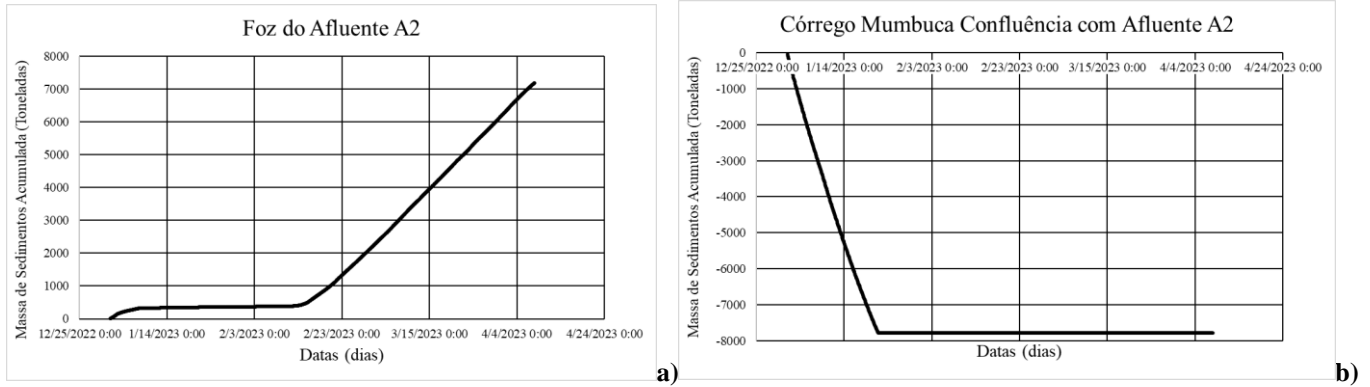 Foz do Afluente A2
Massa de Sedimentos Acumulada (Toneladas)
8000
7000
6000
5000
4000
3000
2000
1000
0
12/25/2022 0:00 1/14/2023 0:00 2/3/2023 0:00 2/23/2023 0:00 3/15/2023 0:00 4/4/2023 0:00 4/24/2023 0:00
Datas (dias)
a)
Córrego Mumbuca Confluência com Afluente A2
Massa de Sedimentos Acumulada (Toneladas)
0
12/25/2022 0:00 1/14/2023 0:00 2/3/2023 0:00 2/23/2023 0:00 3/15/2023 0:00 4/4/2023 0:00 4/24/2023 0:00
-1000
-2000
-3000
-4000
-5000
-6000
-7000
-8000
Datas (dias)
b)